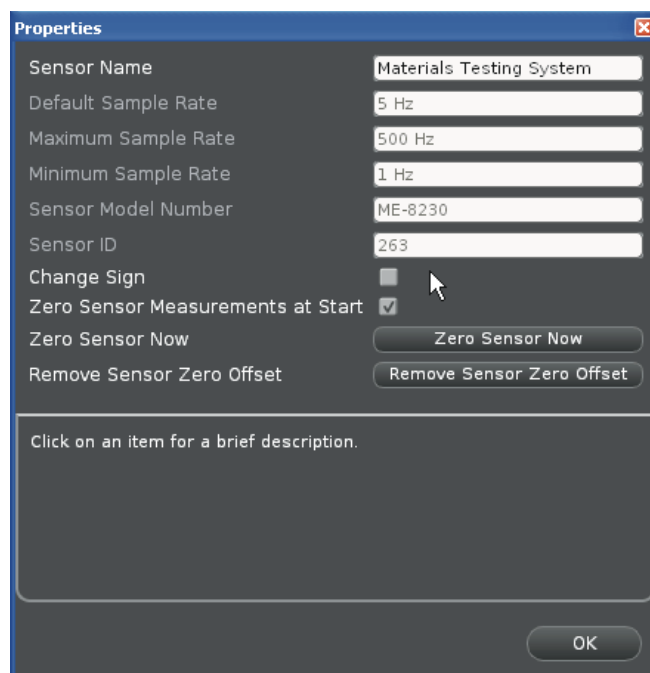 Properties
Sensor Name Materials Testing System
Default Sample Rate 5 Hz
Maximum Sample Rate 500 Hz
Minimum Sample Rate 1 Hz
Sensor Model Number ME-8230
Sensor ID 263
Change Sign
Zero Sensor Measurements at Start
Zero Sensor Now Zero Sensor Now
Remove Sensor Zero Offset Remove Sensor Zero Offset
Click on an item for a brief description.
OK